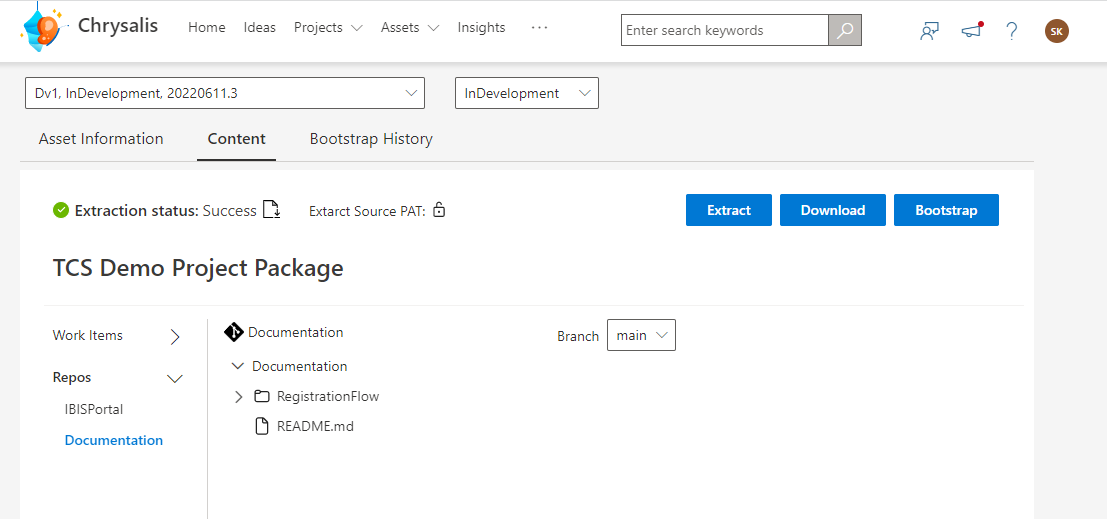 Chrysalis Home Ideas Projects Assets Insights ... Enter search keywords ? SK
Dv1, InDevelopment, 20220611.3 InDevelopment
Asset Information Content Bootstrap History
Extraction status: Success Extarct Source PAT: Extract Download Bootstrap
TCS Demo Project Package
Work Items Documentation Branch main
Documentation
Repos RegistrationFlow
IBISPortal README.md
Documentation